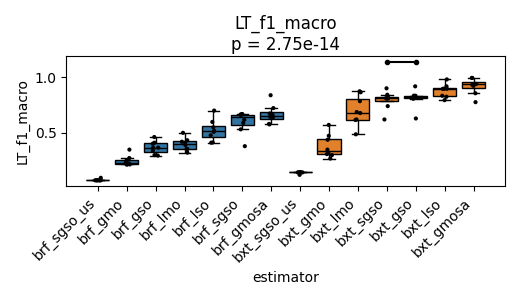 LT_f1_macro
p = 2.75e-14
LT_f1_macro
1.0
0.5
brf_sgso_us
brf_gmo
brf_gso
brf_lmo
brf_lso
brf_sgso
brf_gmosa
bxt_sgso_us
bxt_gmo
bxt_lmo
bxt_sgso
bxt_gso
bxt_lso
bxt_gmosa
estimator